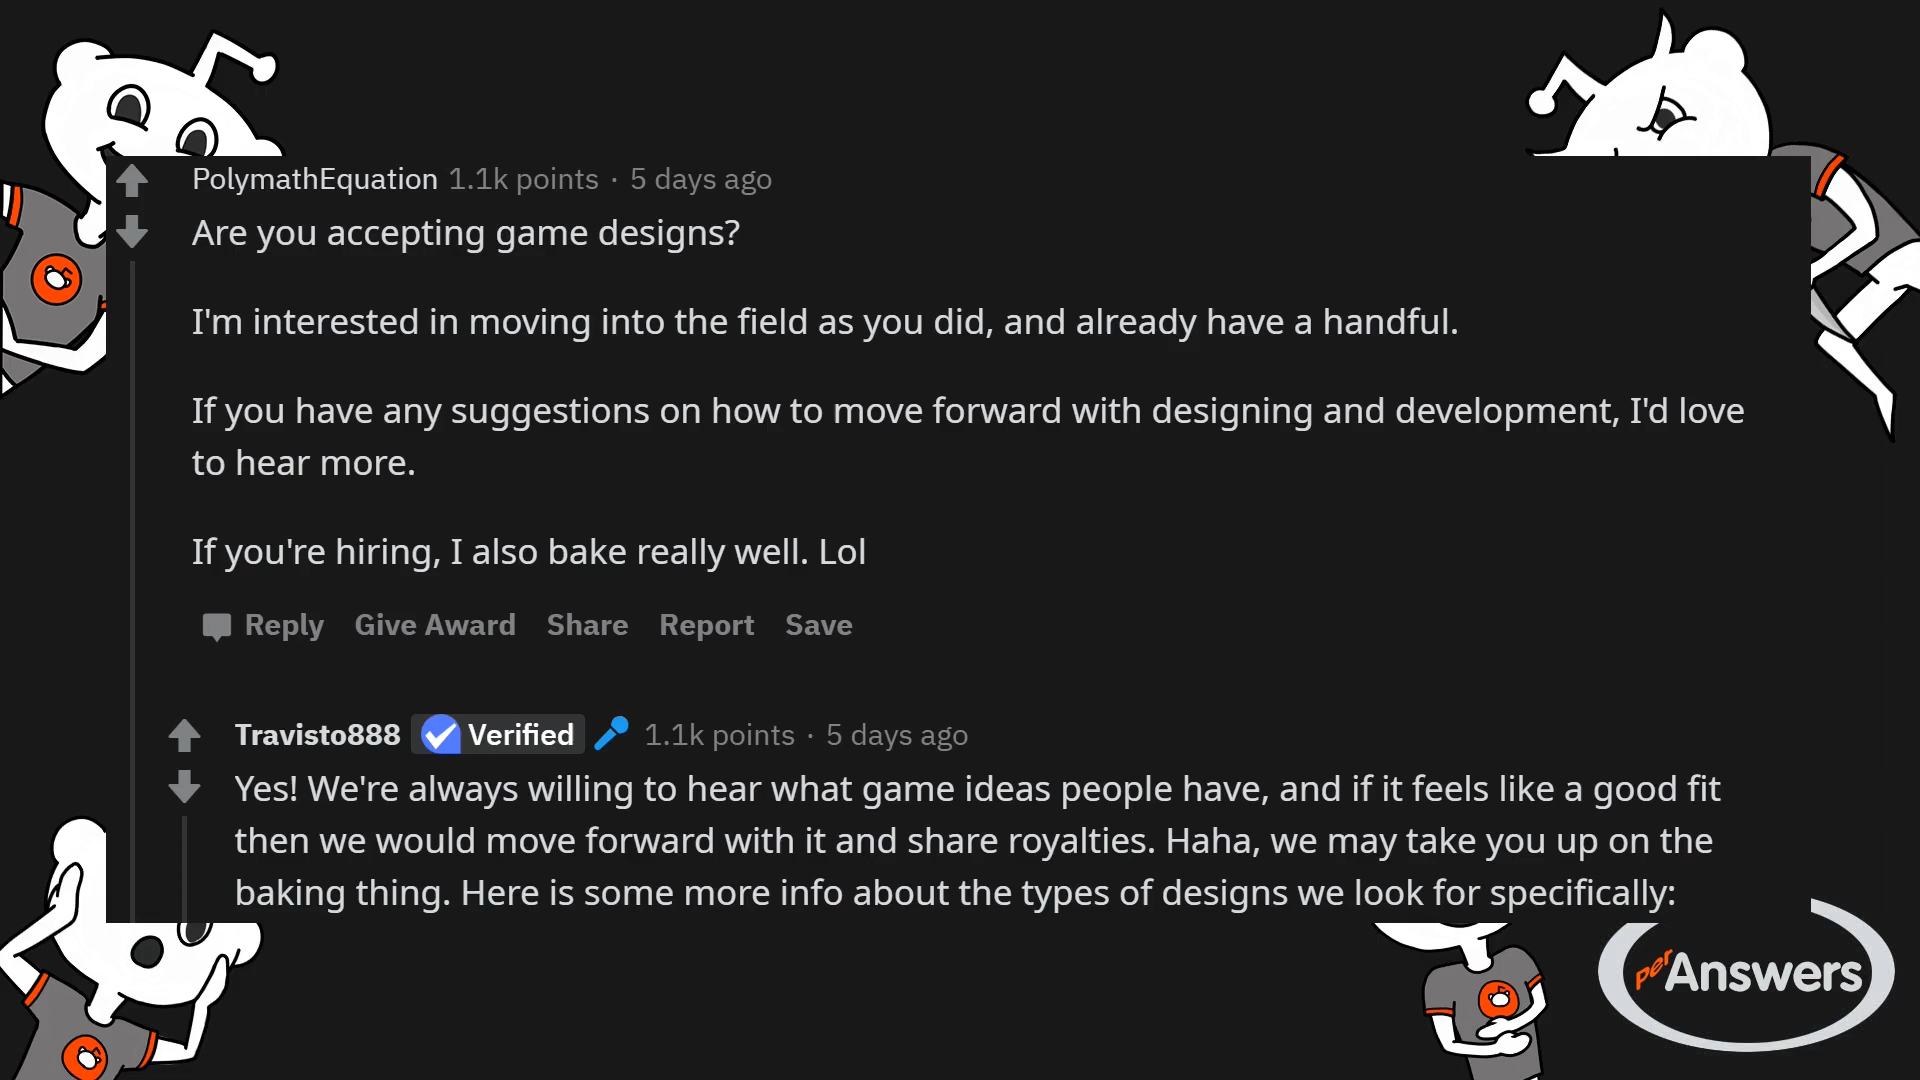 PolymathEquation 1.1k points · 5 days ago
Are you accepting game designs?
I'm interested in moving into the field as you did, and already have a handful.
If you have any suggestions on how to move forward with designing and development, I'd love
to hear more.
If you're hiring, I also bake really well. Lol
Reply Give Award Share Report Save
Travisto888 Verified 1.1k points · 5 days ago
Yes! We're always willing to hear what game ideas people have, and if it feels like a good fit
then we would move forward with it and share royalties. Haha, we may take you up on the
baking thing. Here is some more info about the types of designs we look for specifically:
perAnswers